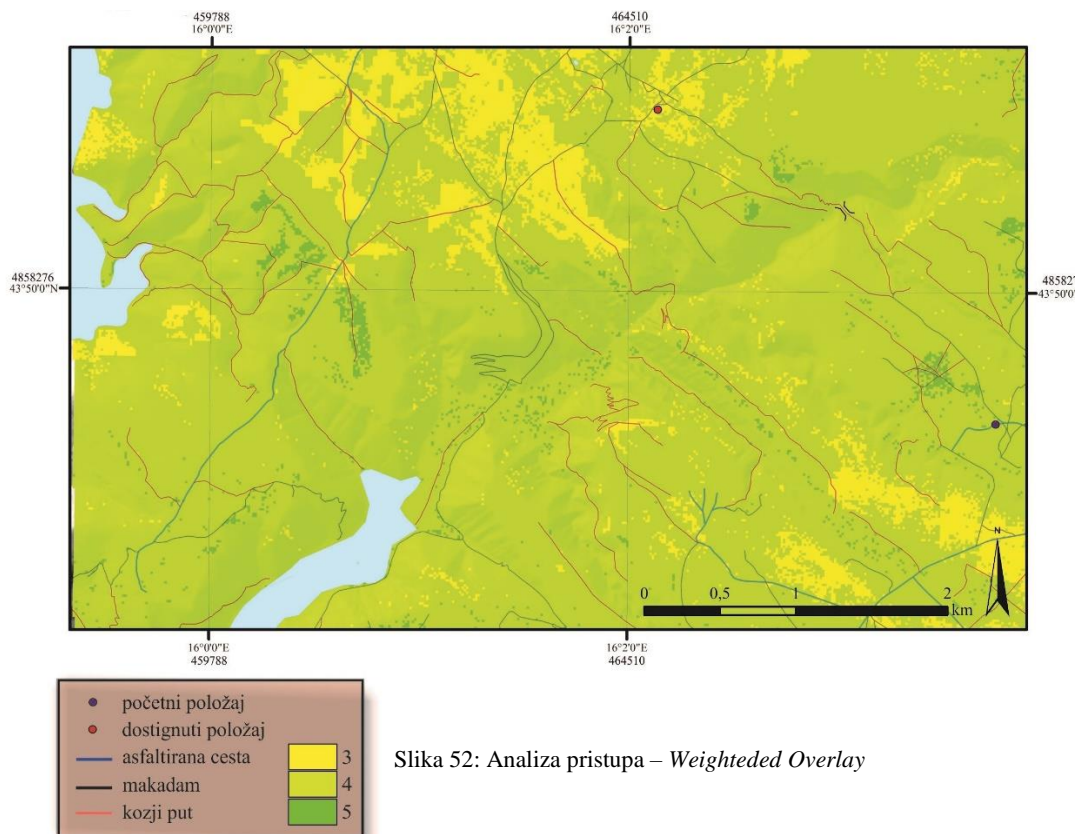 459788
16°0'0"E
464510
16°2'0"E
4858276
43°50'0"N
485827
43°50'0
N
0
0,5
1
2
km
16°0'0"E
459788
16°2'0"E
464510
početni položaj
dostignuti položaj
asfaltirana cesta
makadam
kozji put
3
4
5
Slika 52: Analiza pristupa – Weighteded Overlay